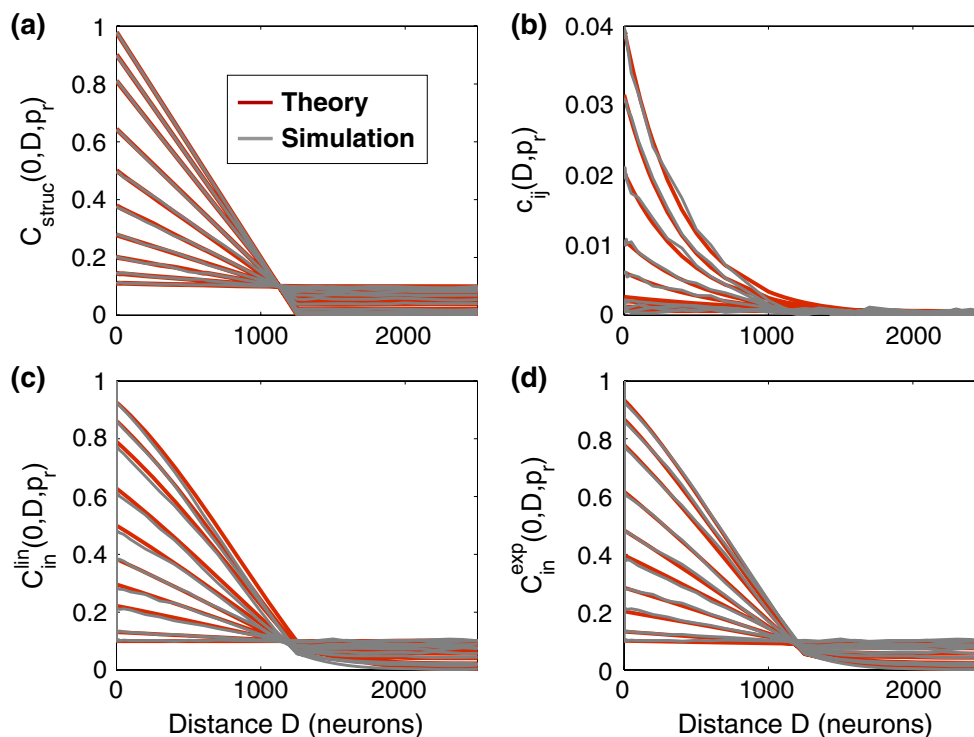 (a)
1
0.8
0.6
0.4
0.2
0
0 1000 2000
C_struc(0,D,p_r)
Theory
Simulation
(b)
0.04
0.03
0.02
0.01
0
0 1000 2000
c_ij(D,p_r)
(c)
1
0.8
0.6
0.4
0.2
0
0 1000 2000
C_in^lin(0,D,p_r)
Distance D (neurons)
(d)
1
0.8
0.6
0.4
0.2
0
0 1000 2000
C_in^exp(0,D,p_r)
Distance D (neurons)